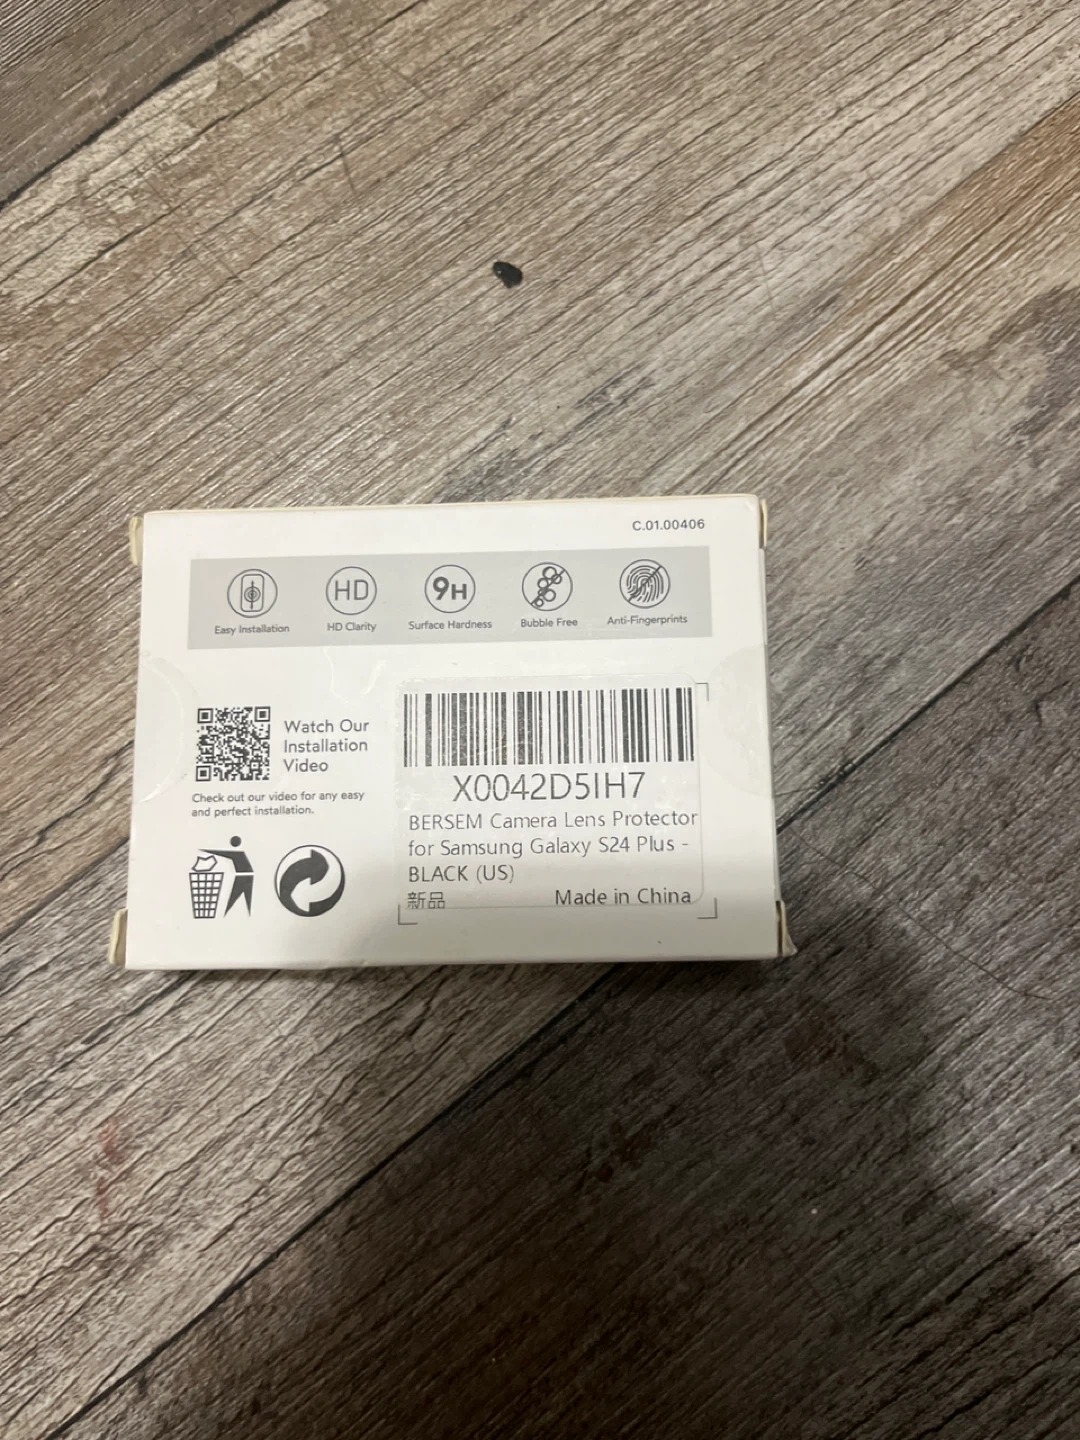 C.01.00406
HD
9H
Easy Installation
HD Clarity
Surface Hardness
Bubble Free
Anti-Fingerprints
Watch Our
Installation
Video
Check out our video for any easy
and perfect installation.
X0042D5IH7
BERSEM Camera Lens Protector
for Samsung Galaxy S24 Plus -
BLACK (US)
新品
Made in China